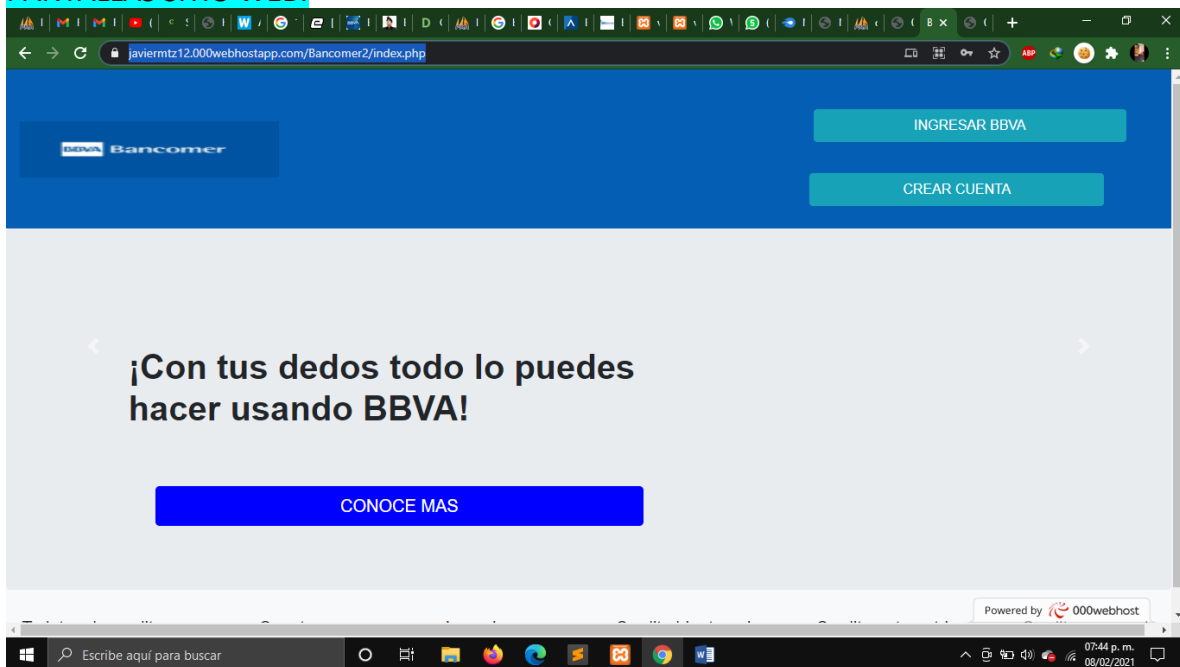 javiermtz12.000webhostapp.com/Bancomer2/index.php
BBVA Bancomer
INGRESAR BBVA
CREAR CUENTA
¡Con tus dedos todo lo puedes
hacer usando BBVA!
CONOCE MAS
Powered by 000webhost
Escribe aquí para buscar
07:44 p. m.
08/02/2021